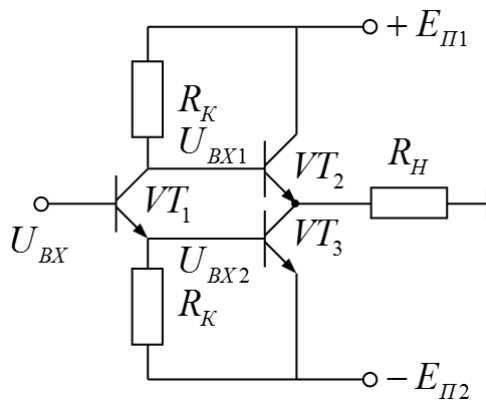 + E_П1
R_К
U_ВХ1
VT_2
R_Н
VT_1
U_ВХ
VT_3
U_ВХ2
R_К
− E_П2